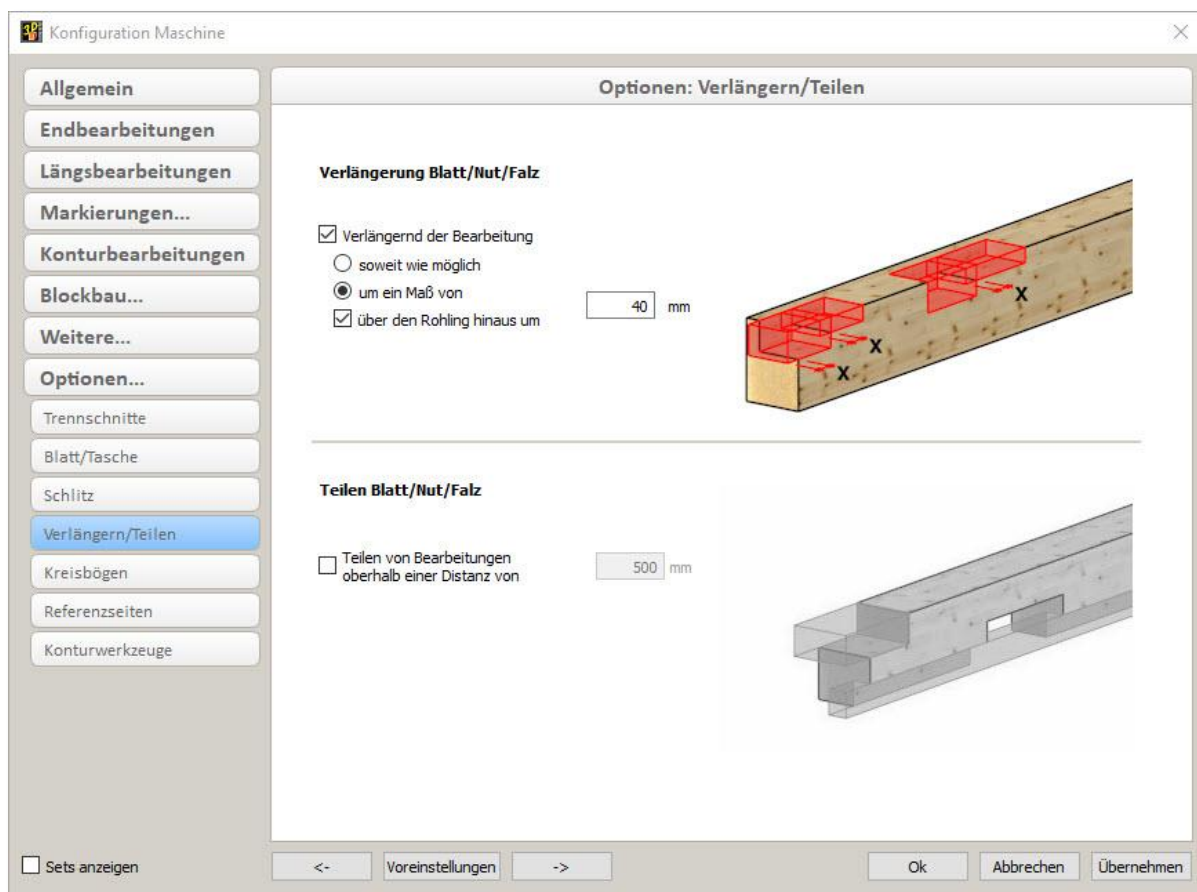 Konfiguration Maschine
Allgemein
Endbearbeitungen
Längsbearbeitungen
Markierungen...
Konturbearbeitungen
Blockbau...
Weitere...
Optionen...
Trennschnitte
Blatt/Tasche
Schlitz
Verlängern/Teilen
Kreisbögen
Referenzseiten
Konturwerkzeuge
Sets anzeigen
Optionen: Verlängern/Teilen
Verlängerung Blatt/Nut/Falz
Verlängernd der Bearbeitung
soweit wie möglich
um ein Maß von
40 mm
über den Rohling hinaus um
X
X
X
Teilen Blatt/Nut/Falz
Teilen von Bearbeitungen
oberhalb einer Distanz von
500 mm
<- Voreinstellungen -> Ok Abbrechen Übernehmen